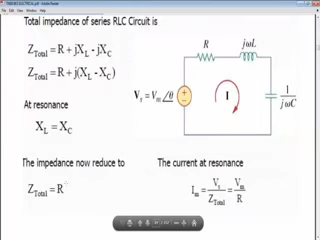 Total impedance of series RLC Circuit is
Z_Total = R + jX_L - jX_C
Z_Total = R + j(X_L - X_C)
R
jωL
V_s = V_m ∠θ
+
−
I
1/jωC
At resonance
X_L = X_C
The impedance now reduce to
Z_Total = R
The current at resonance
I_m = V_s/Z_Total = V_m/R